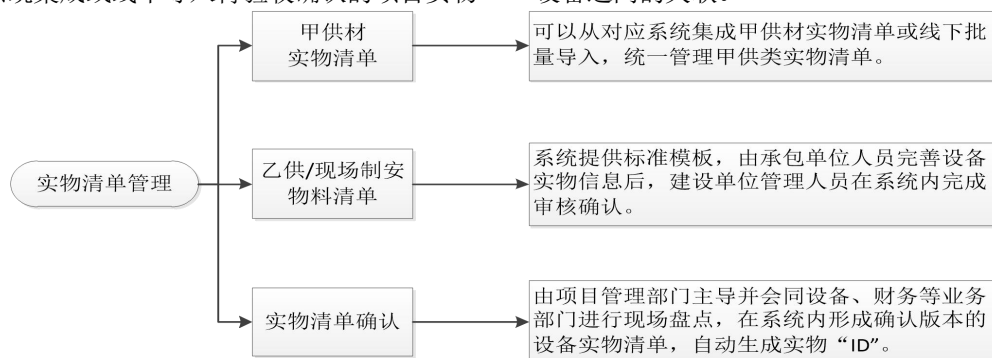 甲供材
实物清单
可以从对应系统集成甲供材实物清单或线下批
量导入，统一管理甲供类实物清单。
实物清单管理
乙供/现场制安
物料清单
系统提供标准模板，由承包单位人员完善设备
实物信息后，建设单位管理人员在系统内完成
审核确认。
实物清单确认
由项目管理部门主导并会同设备、财务等业务
部门进行现场盘点，在系统内形成确认版本的
设备实物清单，自动生成实物“ID”。